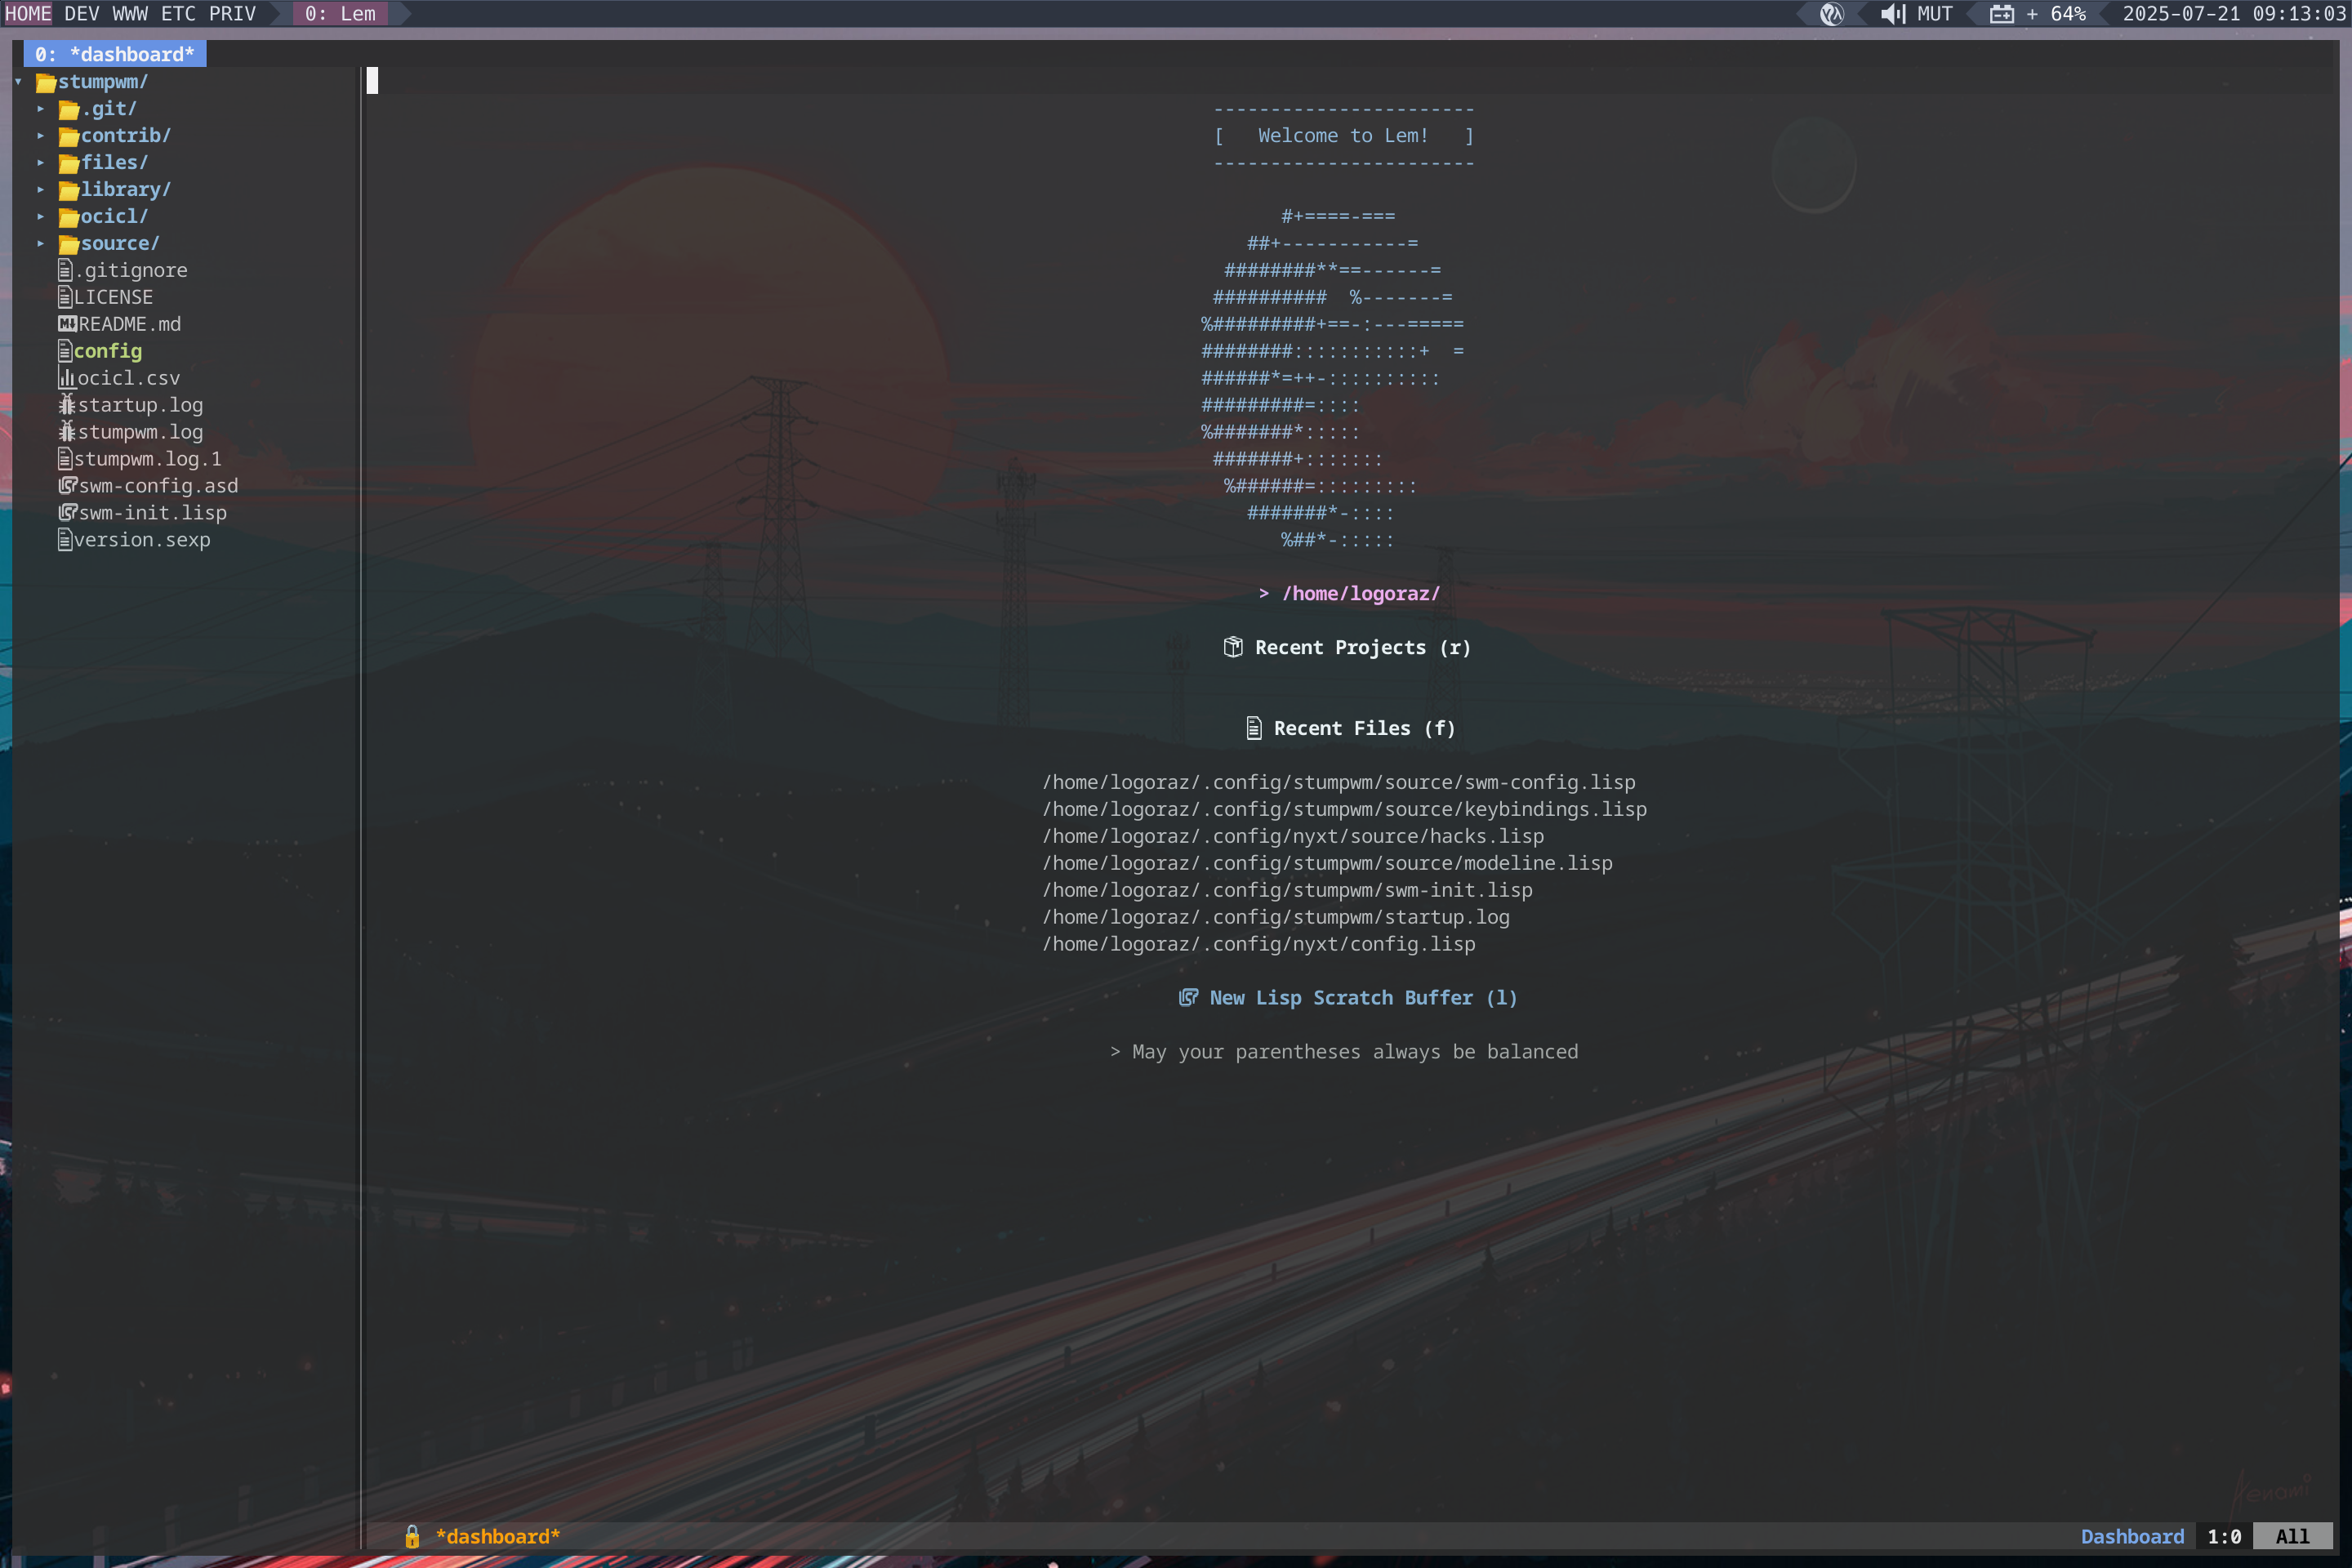 HOME DEV WWW ETC PRIV 0: Lem MUT + 64% 2025-07-21 09:13:03
0: *dashboard*
stumpwm/
.git/
contrib/
files/
library/
ocicl/
source/
.gitignore
LICENSE
README.md
config
ocicl.csv
startup.log
stumpwm.log
stumpwm.log.1
swm-config.asd
swm-init.lisp
version.sexp
-----------------------
[   Welcome to Lem!   ]
-----------------------
#+====-===
##+-----------=
########**==------=
##########  %-------=
%#########+==-:---=====
########:::::::::::+  =
######*=++-::::::::::
#########=::::
%#######*:::::
#######+:::::::
%######=:::::::::
#######*-::::
%##*-:::::
> /home/logoraz/
Recent Projects (r)
Recent Files (f)
/home/logoraz/.config/stumpwm/source/swm-config.lisp
/home/logoraz/.config/stumpwm/source/keybindings.lisp
/home/logoraz/.config/nyxt/source/hacks.lisp
/home/logoraz/.config/stumpwm/source/modeline.lisp
/home/logoraz/.config/stumpwm/swm-init.lisp
/home/logoraz/.config/stumpwm/startup.log
/home/logoraz/.config/nyxt/config.lisp
New Lisp Scratch Buffer (l)
> May your parentheses always be balanced
*dashboard* Dashboard 1:0 All